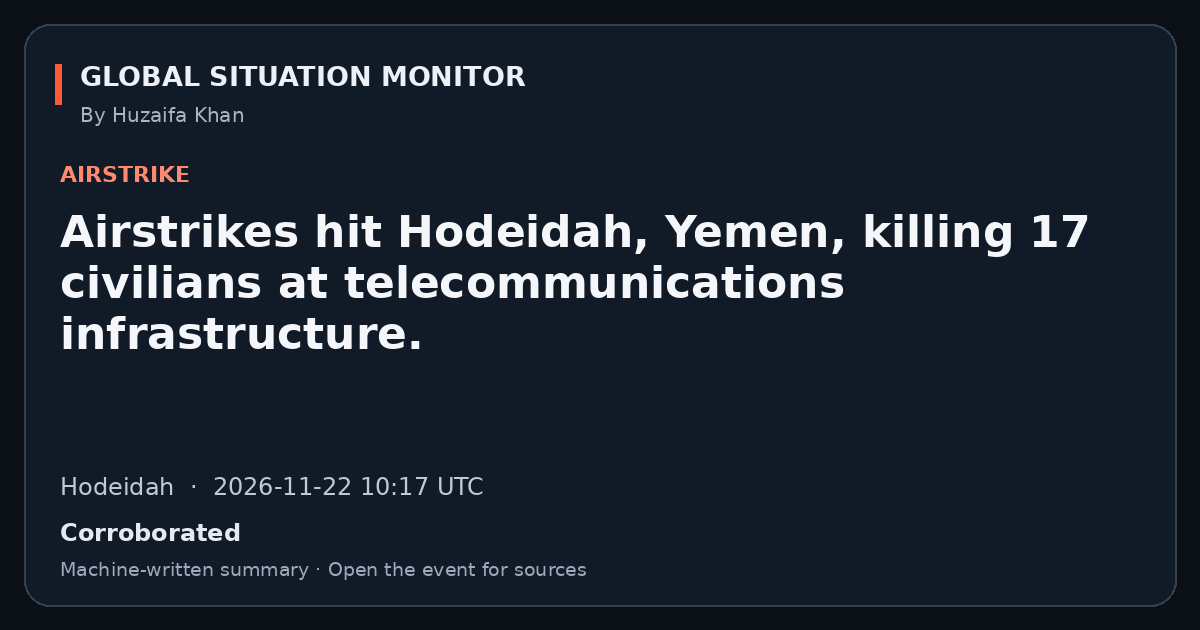 GLOBAL SITUATION MONITOR
By Huzaifa Khan
AIRSTRIKE
Airstrikes hit Hodeidah, Yemen, killing 17
civilians at telecommunications
infrastructure.
Hodeidah · 2026-11-22 10:17 UTC
Corroborated
Machine-written summary · Open the event for sources